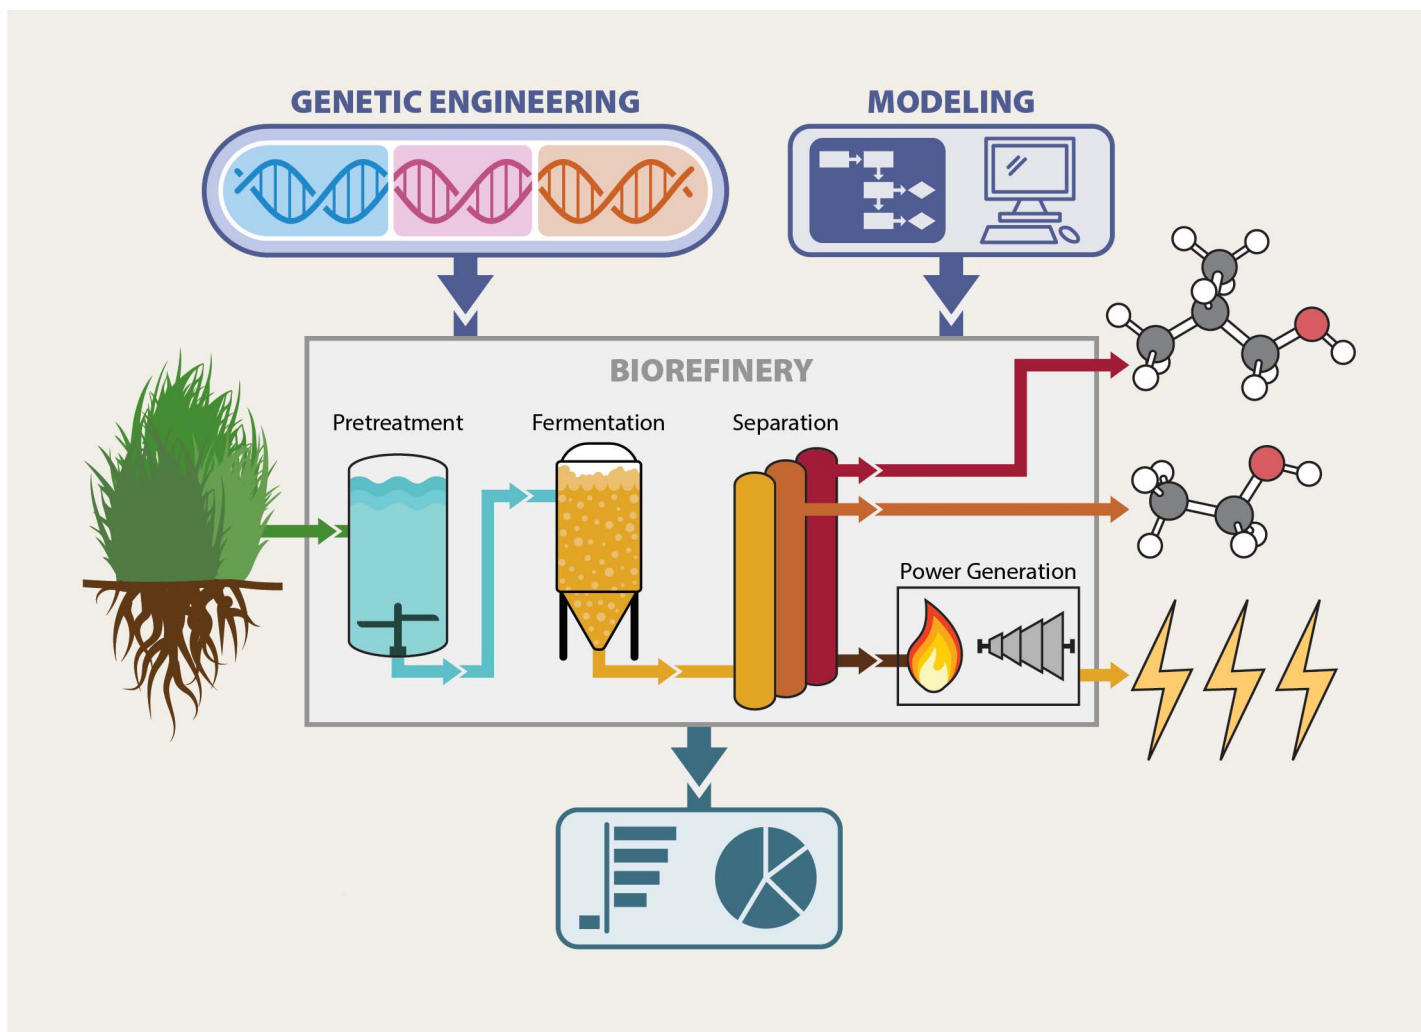 GENETIC ENGINEERING
MODELING
BIOREFINERY
Pretreatment
Fermentation
Separation
Power Generation